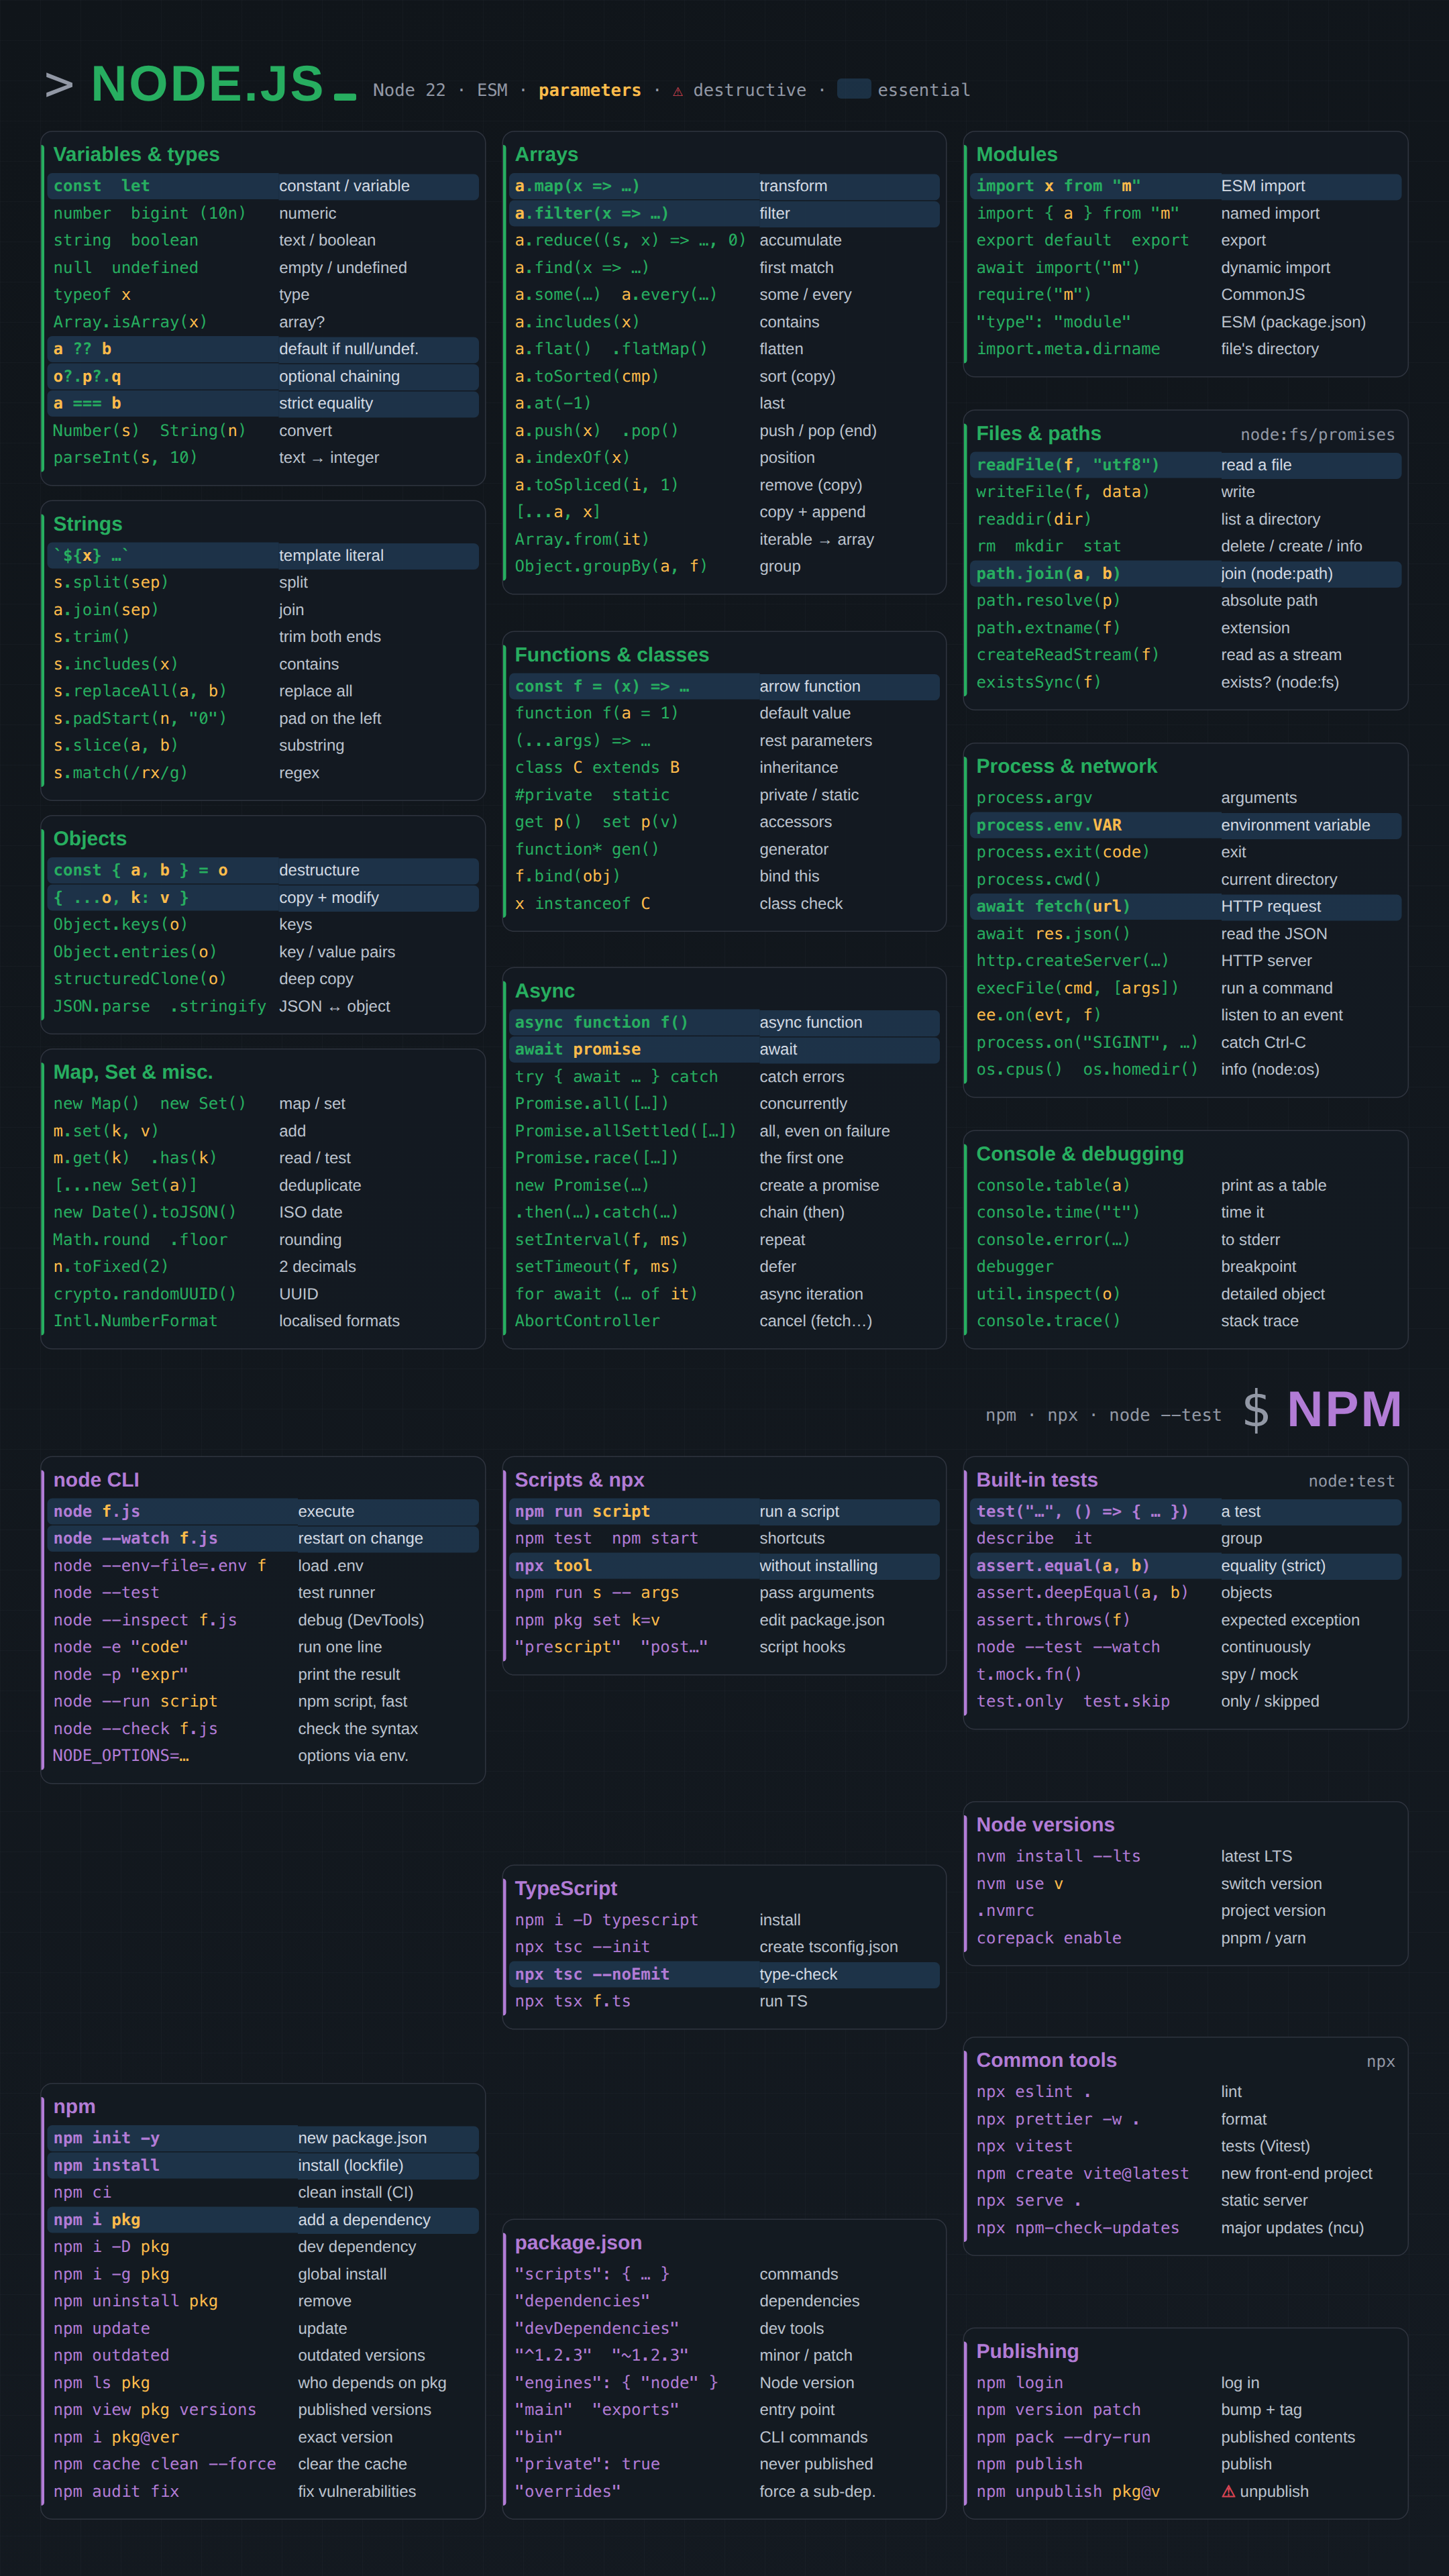 > NODE.JS_ Node 22 · ESM · parameters · ⚠ destructive · essential
Variables & types
const let constant / variable
number bigint (10n) numeric
string boolean text / boolean
null undefined empty / undefined
typeof x type
Array.isArray(x) array?
a ?? b default if null/undef.
o?.p?.q optional chaining
a === b strict equality
Number(s) String(n) convert
parseInt(s, 10) text → integer
Strings
`${x} …` template literal
s.split(sep) split
a.join(sep) join
s.trim() trim both ends
s.includes(x) contains
s.replaceAll(a, b) replace all
s.padStart(n, "0") pad on the left
s.slice(a, b) substring
s.match(/rx/g) regex
Objects
const { a, b } = o destructure
{ ...o, k: v } copy + modify
Object.keys(o) keys
Object.entries(o) key / value pairs
structuredClone(o) deep copy
JSON.parse .stringify JSON ↔ object
Map, Set & misc.
new Map() new Set() map / set
m.set(k, v) add
m.get(k) .has(k) read / test
[...new Set(a)] deduplicate
new Date().toJSON() ISO date
Math.round .floor rounding
n.toFixed(2) 2 decimals
crypto.randomUUID() UUID
Intl.NumberFormat localised formats
Arrays
a.map(x => …) transform
a.filter(x => …) filter
a.reduce((s, x) => …, 0) accumulate
a.find(x => …) first match
a.some(…) a.every(…) some / every
a.includes(x) contains
a.flat() .flatMap() flatten
a.toSorted(cmp) sort (copy)
a.at(-1) last
a.push(x) .pop() push / pop (end)
a.indexOf(x) position
a.toSpliced(i, 1) remove (copy)
[...a, x] copy + append
Array.from(it) iterable → array
Object.groupBy(a, f) group
Functions & classes
const f = (x) => … arrow function
function f(a = 1) default value
(...args) => … rest parameters
class C extends B inheritance
#private static private / static
get p() set p(v) accessors
function* gen() generator
f.bind(obj) bind this
x instanceof C class check
Async
async function f() async function
await promise await
try { await … } catch catch errors
Promise.all([…]) concurrently
Promise.allSettled([…]) all, even on failure
Promise.race([…]) the first one
new Promise(…) create a promise
.then(…).catch(…) chain (then)
setInterval(f, ms) repeat
setTimeout(f, ms) defer
for await (… of it) async iteration
AbortController cancel (fetch…)
Modules
import x from "m" ESM import
import { a } from "m" named import
export default export export
await import("m") dynamic import
require("m") CommonJS
"type": "module" ESM (package.json)
import.meta.dirname file's directory
Files & paths node:fs/promises
readFile(f, "utf8") read a file
writeFile(f, data) write
readdir(dir) list a directory
rm mkdir stat delete / create / info
path.join(a, b) join (node:path)
path.resolve(p) absolute path
path.extname(f) extension
createReadStream(f) read as a stream
existsSync(f) exists? (node:fs)
Process & network
process.argv arguments
process.env.VAR environment variable
process.exit(code) exit
process.cwd() current directory
await fetch(url) HTTP request
await res.json() read the JSON
http.createServer(…) HTTP server
execFile(cmd, [args]) run a command
ee.on(evt, f) listen to an event
process.on("SIGINT", …) catch Ctrl-C
os.cpus() os.homedir() info (node:os)
Console & debugging
console.table(a) print as a table
console.time("t") time it
console.error(…) to stderr
debugger breakpoint
util.inspect(o) detailed object
console.trace() stack trace
npm · npx · node --test $ NPM
node CLI
node f.js execute
node --watch f.js restart on change
node --env-file=.env f load .env
node --test test runner
node --inspect f.js debug (DevTools)
node -e "code" run one line
node -p "expr" print the result
node --run script npm script, fast
node --check f.js check the syntax
NODE_OPTIONS=… options via env.
npm
npm init -y new package.json
npm install install (lockfile)
npm ci clean install (CI)
npm i pkg add a dependency
npm i -D pkg dev dependency
npm i -g pkg global install
npm uninstall pkg remove
npm update update
npm outdated outdated versions
npm ls pkg who depends on pkg
npm view pkg versions published versions
npm i pkg@ver exact version
npm cache clean --force clear the cache
npm audit fix fix vulnerabilities
Scripts & npx
npm run script run a script
npm test npm start shortcuts
npx tool without installing
npm run s -- args pass arguments
npm pkg set k=v edit package.json
"prescript" "post…" script hooks
TypeScript
npm i -D typescript install
npx tsc --init create tsconfig.json
npx tsc --noEmit type-check
npx tsx f.ts run TS
package.json
"scripts": { … } commands
"dependencies" dependencies
"devDependencies" dev tools
"^1.2.3" "~1.2.3" minor / patch
"engines": { "node" } Node version
"main" "exports" entry point
"bin" CLI commands
"private": true never published
"overrides" force a sub-dep.
Built-in tests node:test
test("…", () => { … }) a test
describe it group
assert.equal(a, b) equality (strict)
assert.deepEqual(a, b) objects
assert.throws(f) expected exception
node --test --watch continuously
t.mock.fn() spy / mock
test.only test.skip only / skipped
Node versions
nvm install --lts latest LTS
nvm use v switch version
.nvmrc project version
corepack enable pnpm / yarn
Common tools npx
npx eslint . lint
npx prettier -w . format
npx vitest tests (Vitest)
npm create vite@latest new front-end project
npx serve . static server
npx npm-check-updates major updates (ncu)
Publishing
npm login log in
npm version patch bump + tag
npm pack --dry-run published contents
npm publish publish
npm unpublish pkg@v ⚠ unpublish